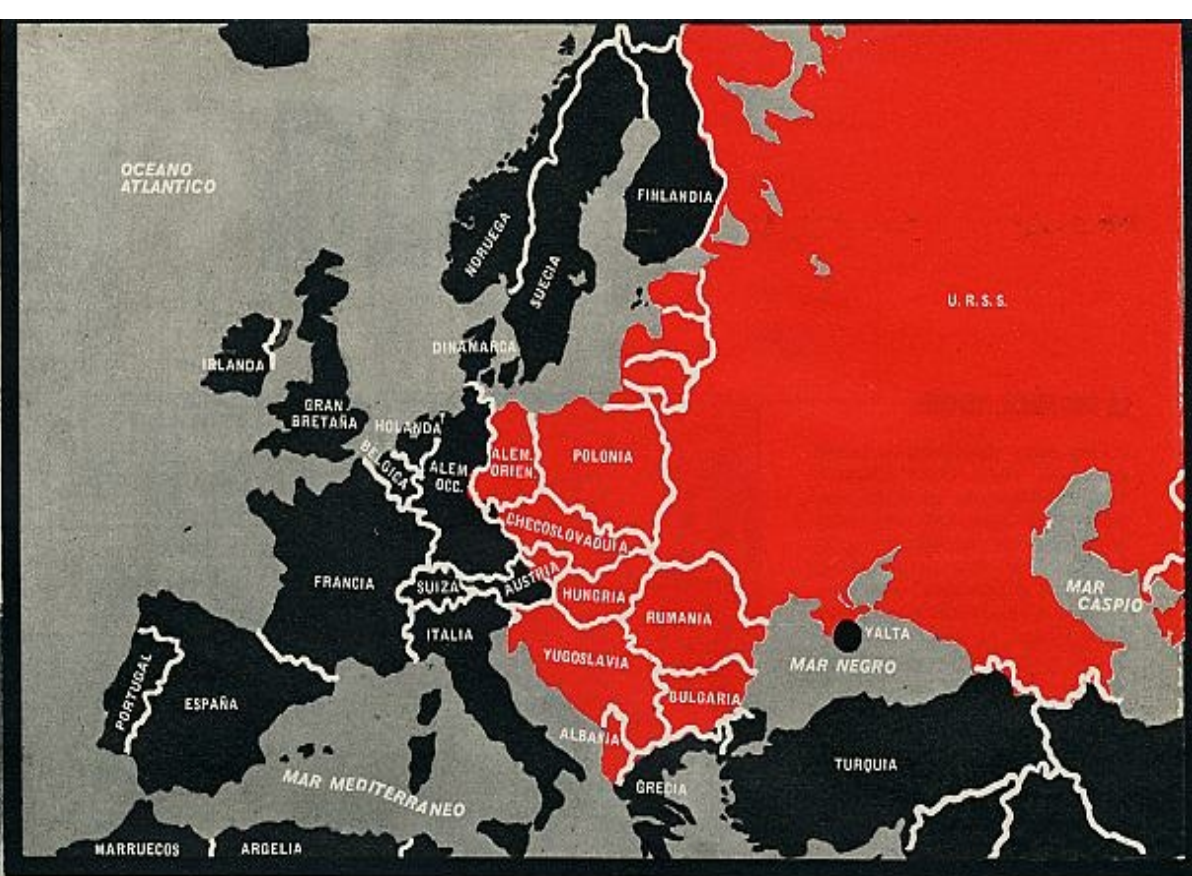 OCEANO
ATLANTICO
NORUEGA
SUECIA
FINLANDIA
U. R. S. S.
DINAMARCA
IRLANDA
GRAN
BRETAÑA
HOLANDA
BELGICA
ALEM
OCC.
ALEM.
ORIEN.
POLONIA
CHECOSLOVAQUIA
FRANCIA
SUIZA
AUSTRIA
HUNGRIA
RUMANIA
MAR
CASPIO
ITALIA
YUGOSLAVIA
YALTA
MAR NEGRO
PORTUGAL
ESPAÑA
BULGARIA
ALBANIA
GRECIA
TURQUIA
MAR MEDITERRANEO
MARRUECOS
ARGELIA